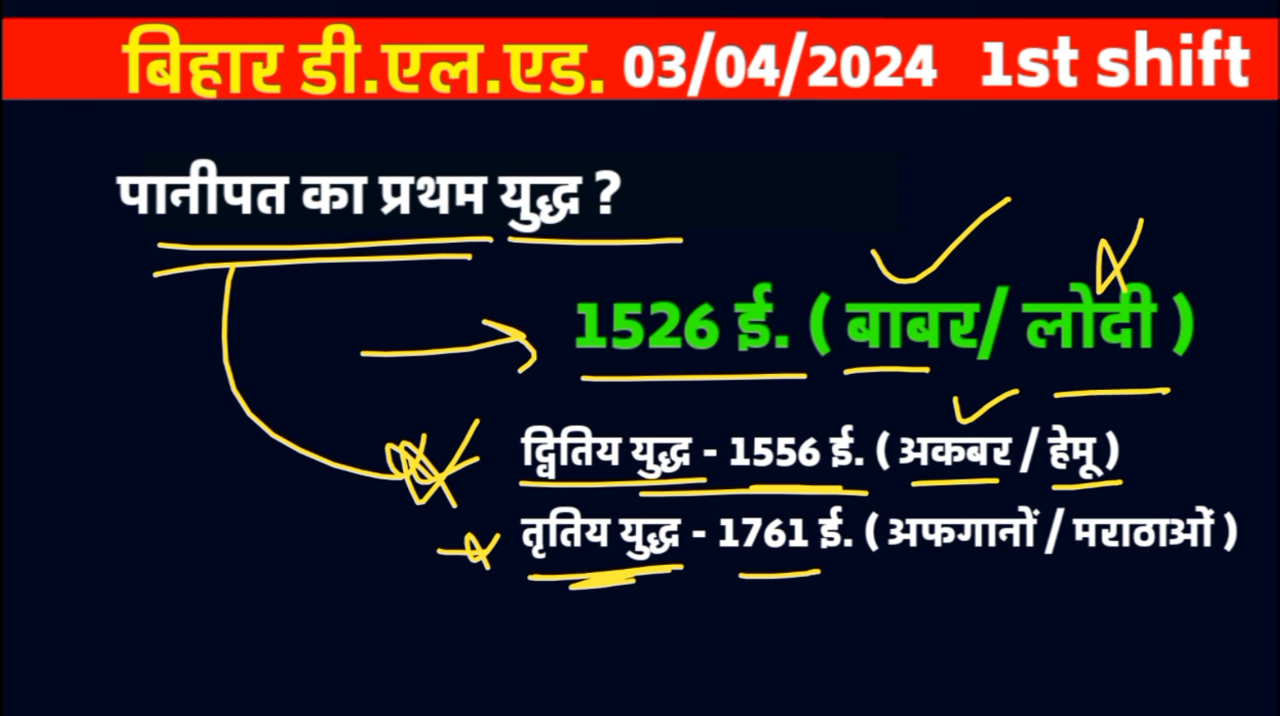 बिहार डी.एल.एड. 03/04/2024 1st shift
पानीपत का प्रथम युद्ध ?
1526 ई. ( बाबर/ लोदी )
द्वितिय युद्ध - 1556 ई. ( अकबर / हेमू )
तृतिय युद्ध - 1761 ई. ( अफगानों / मराठाओं )